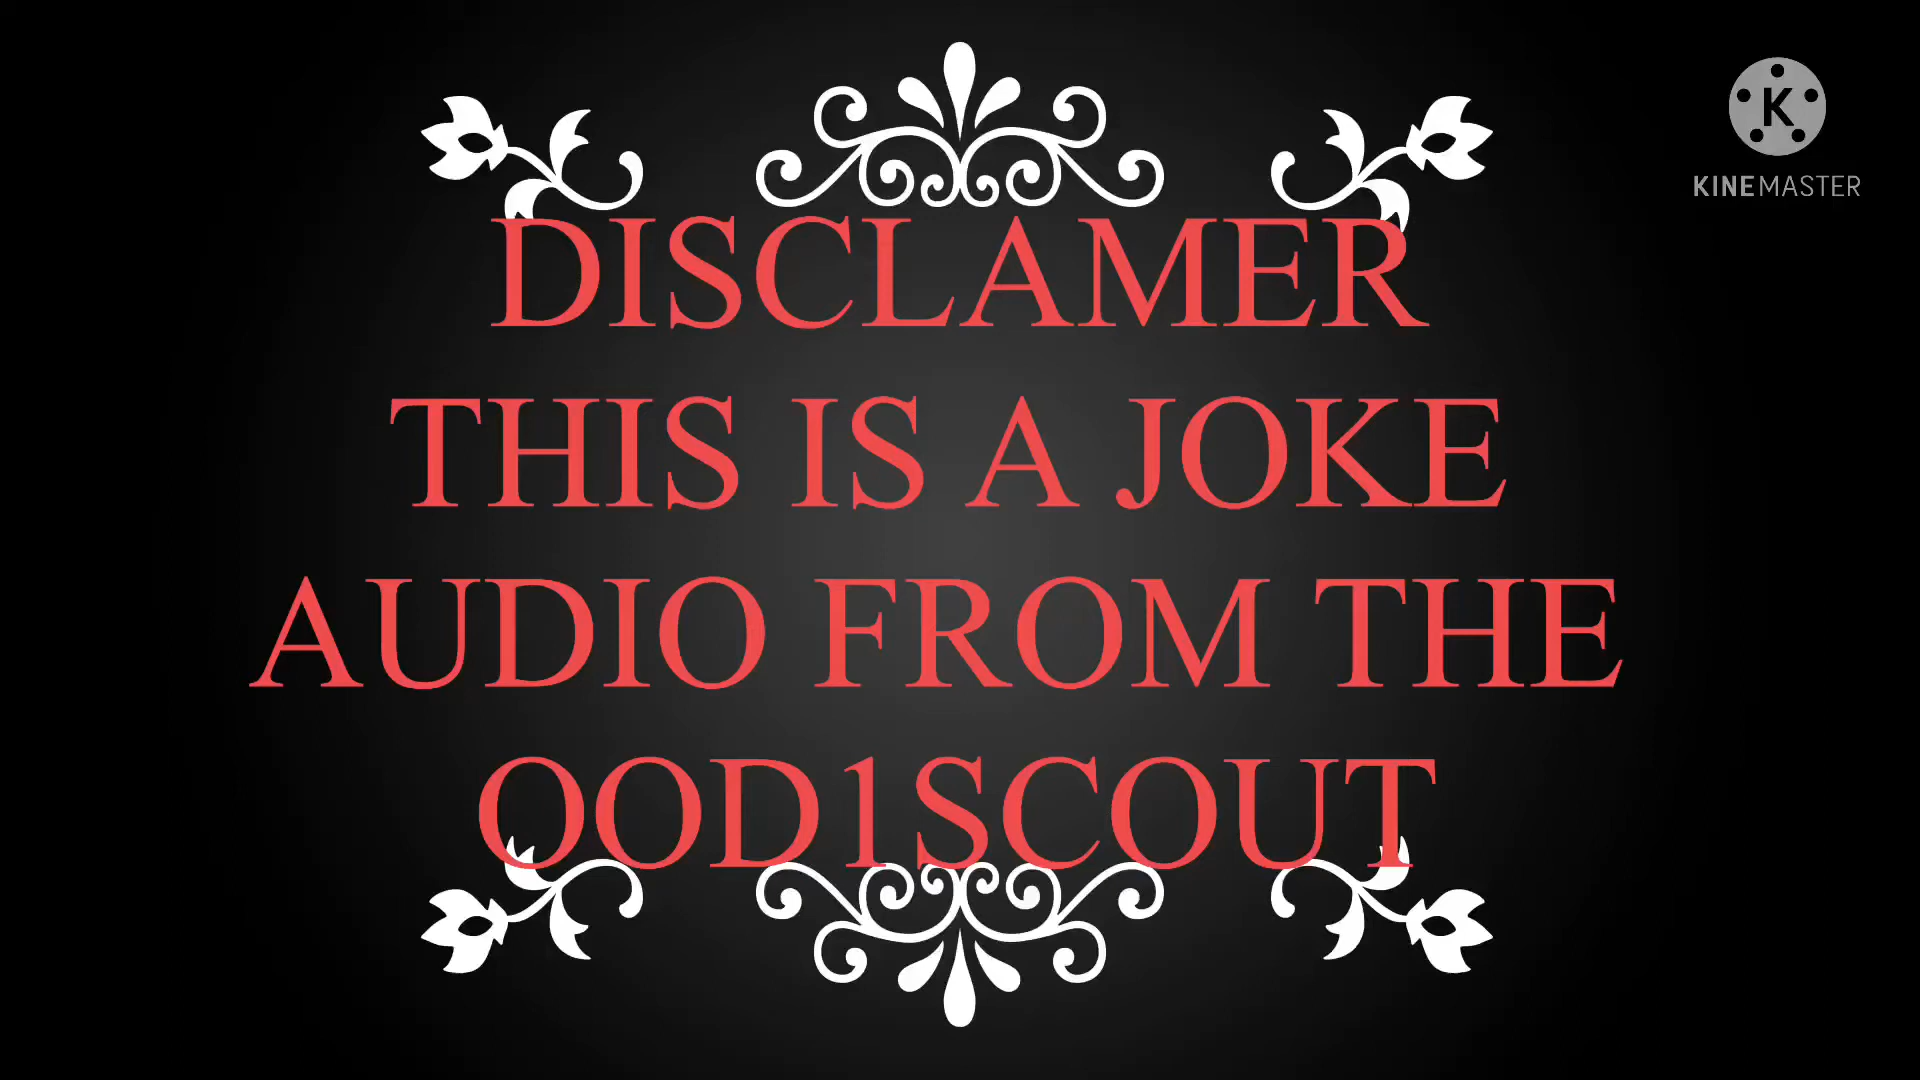 K
KINEMASTER
DISCLAMER
THIS IS A JOKE
AUDIO FROM THE
OOD1SCOUT